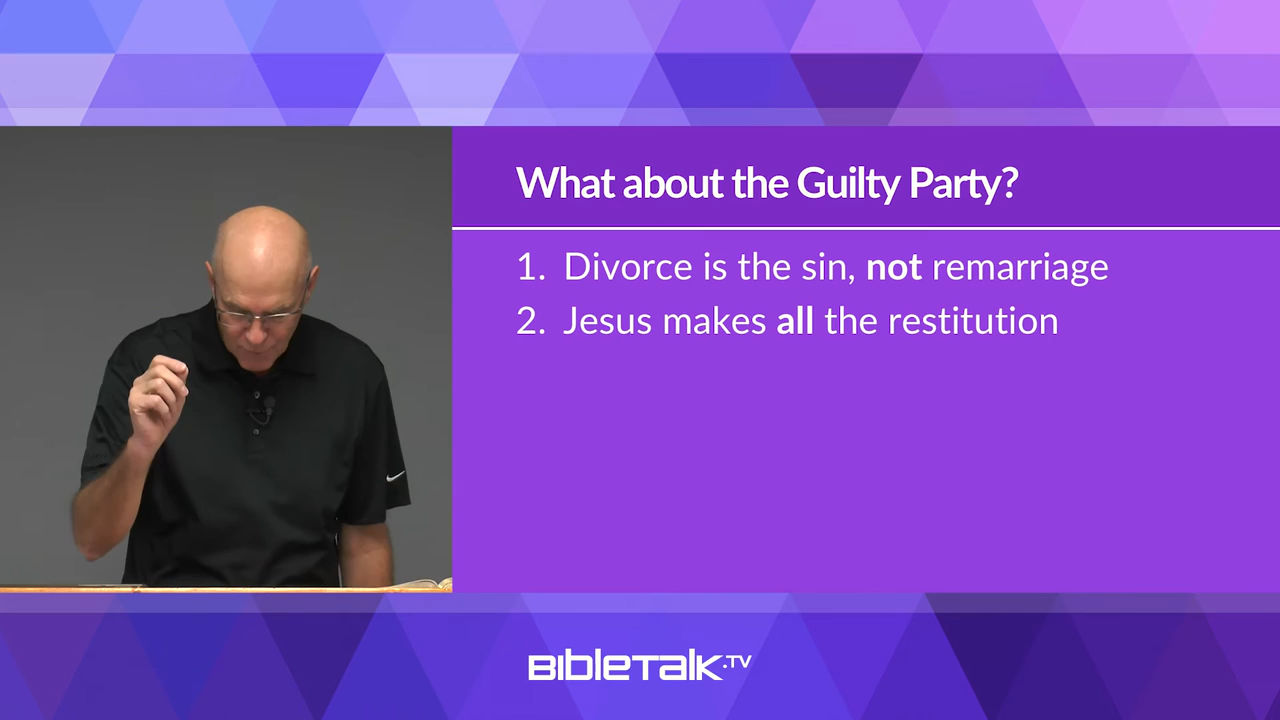 What about the Guilty Party?
1. Divorce is the sin, not remarriage
2. Jesus makes all the restitution
BIBLETALK.TV